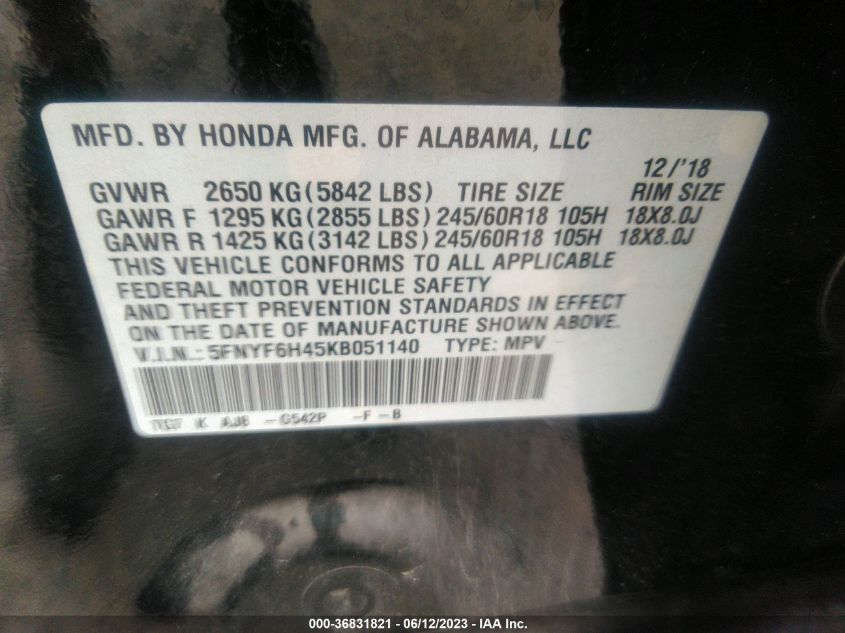 MFD. BY HONDA MFG. OF ALABAMA, LLC
12/'18
GVWR 2650 KG (5842 LBS) TIRE SIZE RIM SIZE
GAWR F 1295 KG (2855 LBS) 245/60R18 105H 18X8.0J
GAWR R 1425 KG (3142 LBS) 245/60R18 105H 18X8.0J
THIS VEHICLE CONFORMS TO ALL APPLICABLE
FEDERAL MOTOR VEHICLE SAFETY
AND THEFT PREVENTION STANDARDS IN EFFECT
ON THE DATE OF MANUFACTURE SHOWN ABOVE.
V.I.N.: 5FNYF6H45KB051140 TYPE: MPV
K -G542P -F-B
000-36831821 - 06/12/2023 - IAA Inc.